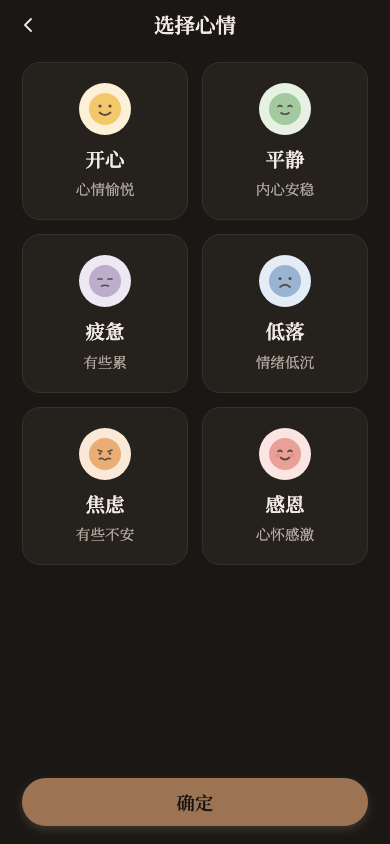 选择心情
开心
心情愉悦
平静
内心安稳
疲惫
有些累
低落
情绪低沉
焦虑
有些不安
感恩
心怀感激
确定